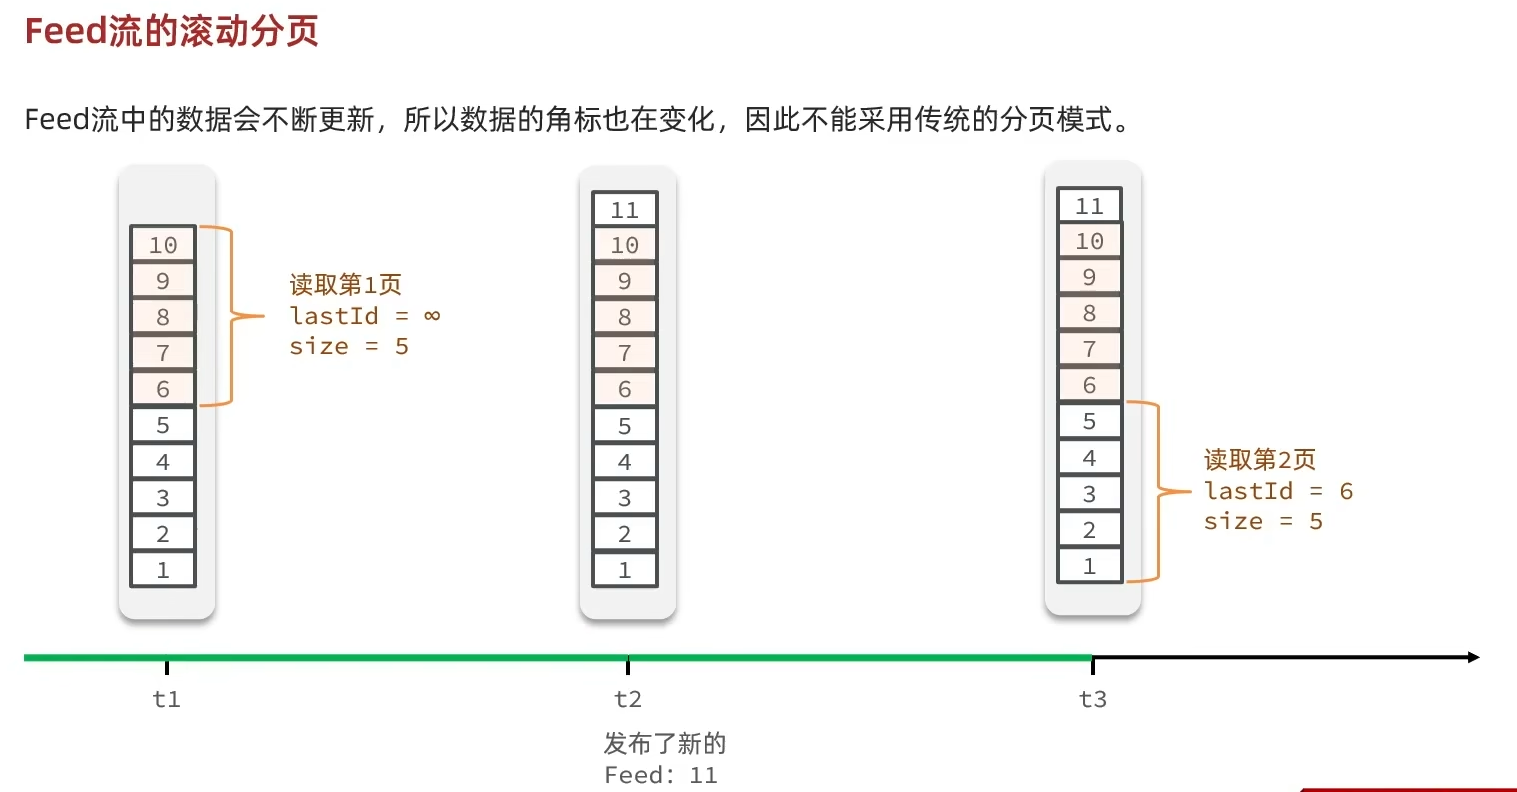 Feed流的滚动分页
Feed流中的数据会不断更新，所以数据的角标也在变化，因此不能采用传统的分页模式。
10
9
8
7
6
5
4
3
2
1
读取第1页
lastId = ∞
size = 5
11
10
9
8
7
6
5
4
3
2
1
11
10
9
8
7
6
5
4
3
2
1
读取第2页
lastId = 6
size = 5
t1
t2
t3
发布了新的
Feed：11